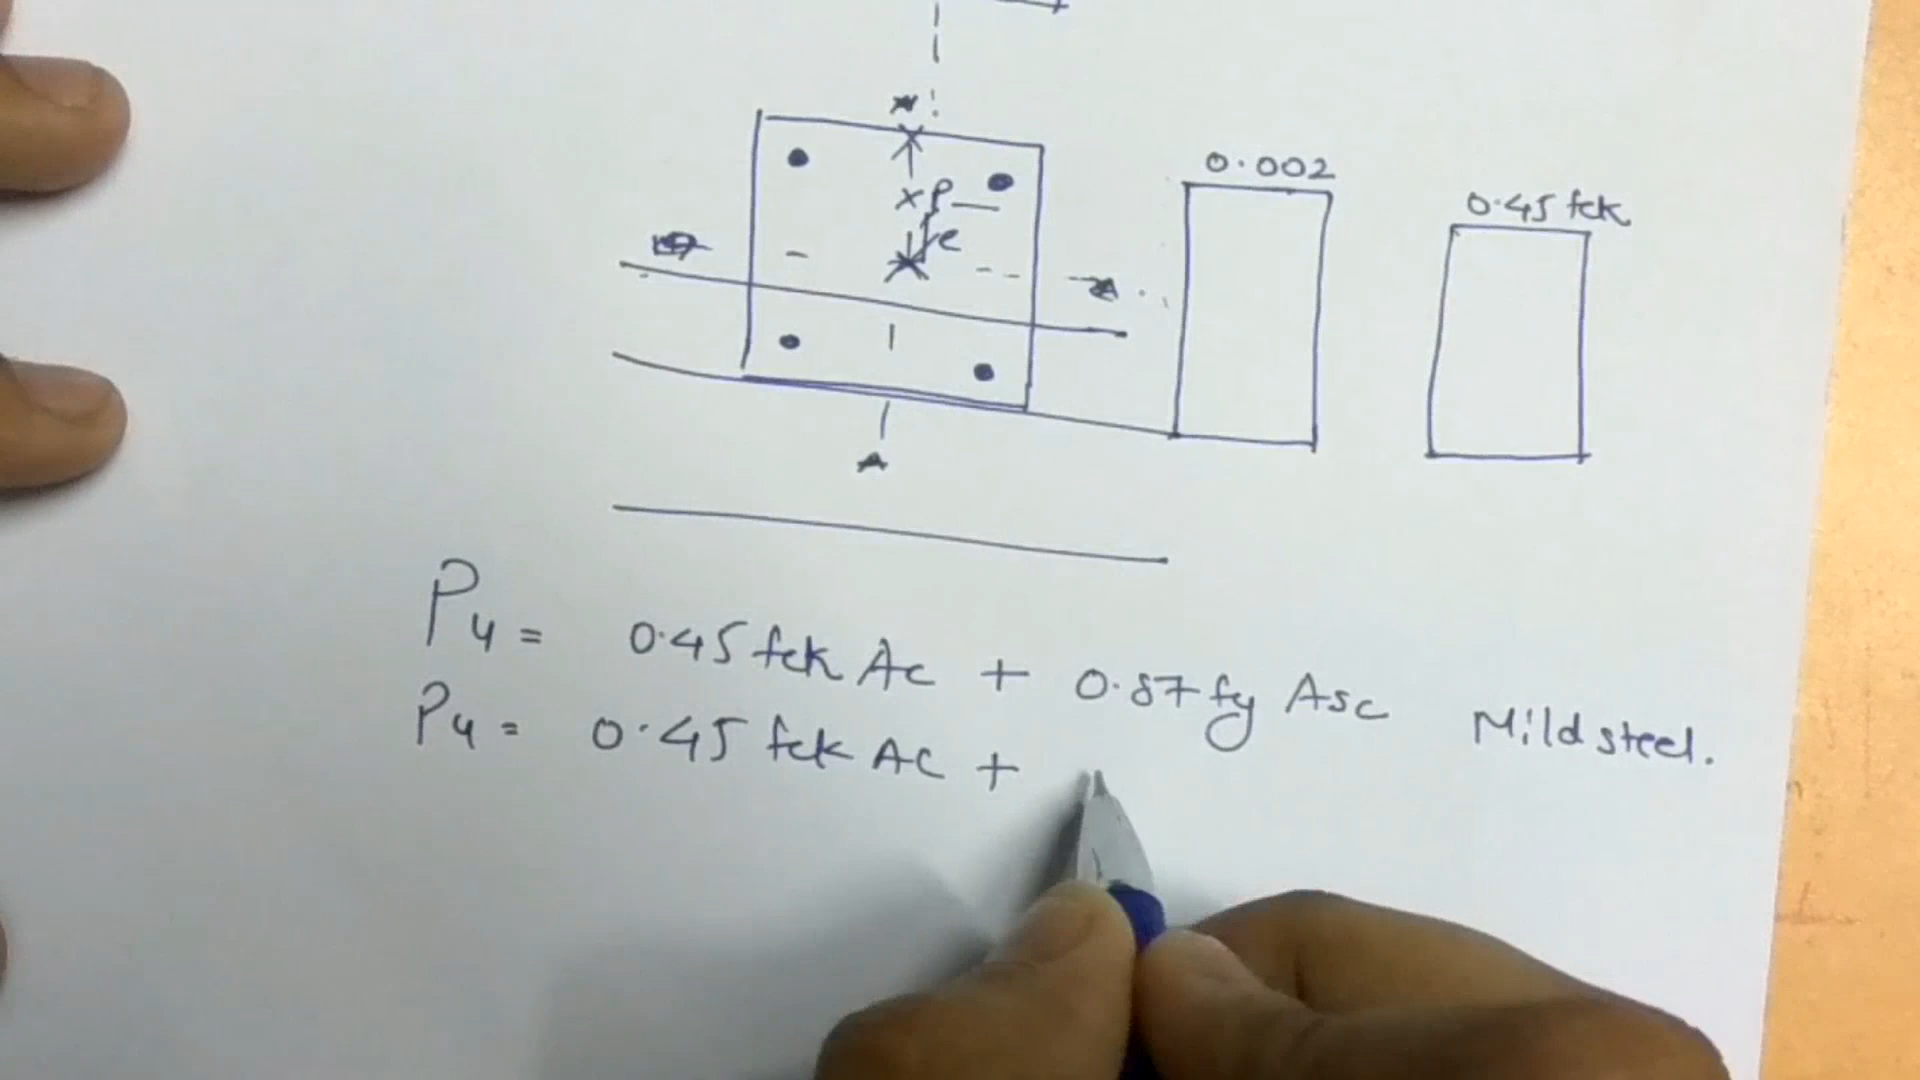 0.002
0.45 fck
P
e
A
Pu = 0.45 fck Ac + 0.87 fy Asc Mild steel.
Pu = 0.45 fck Ac +